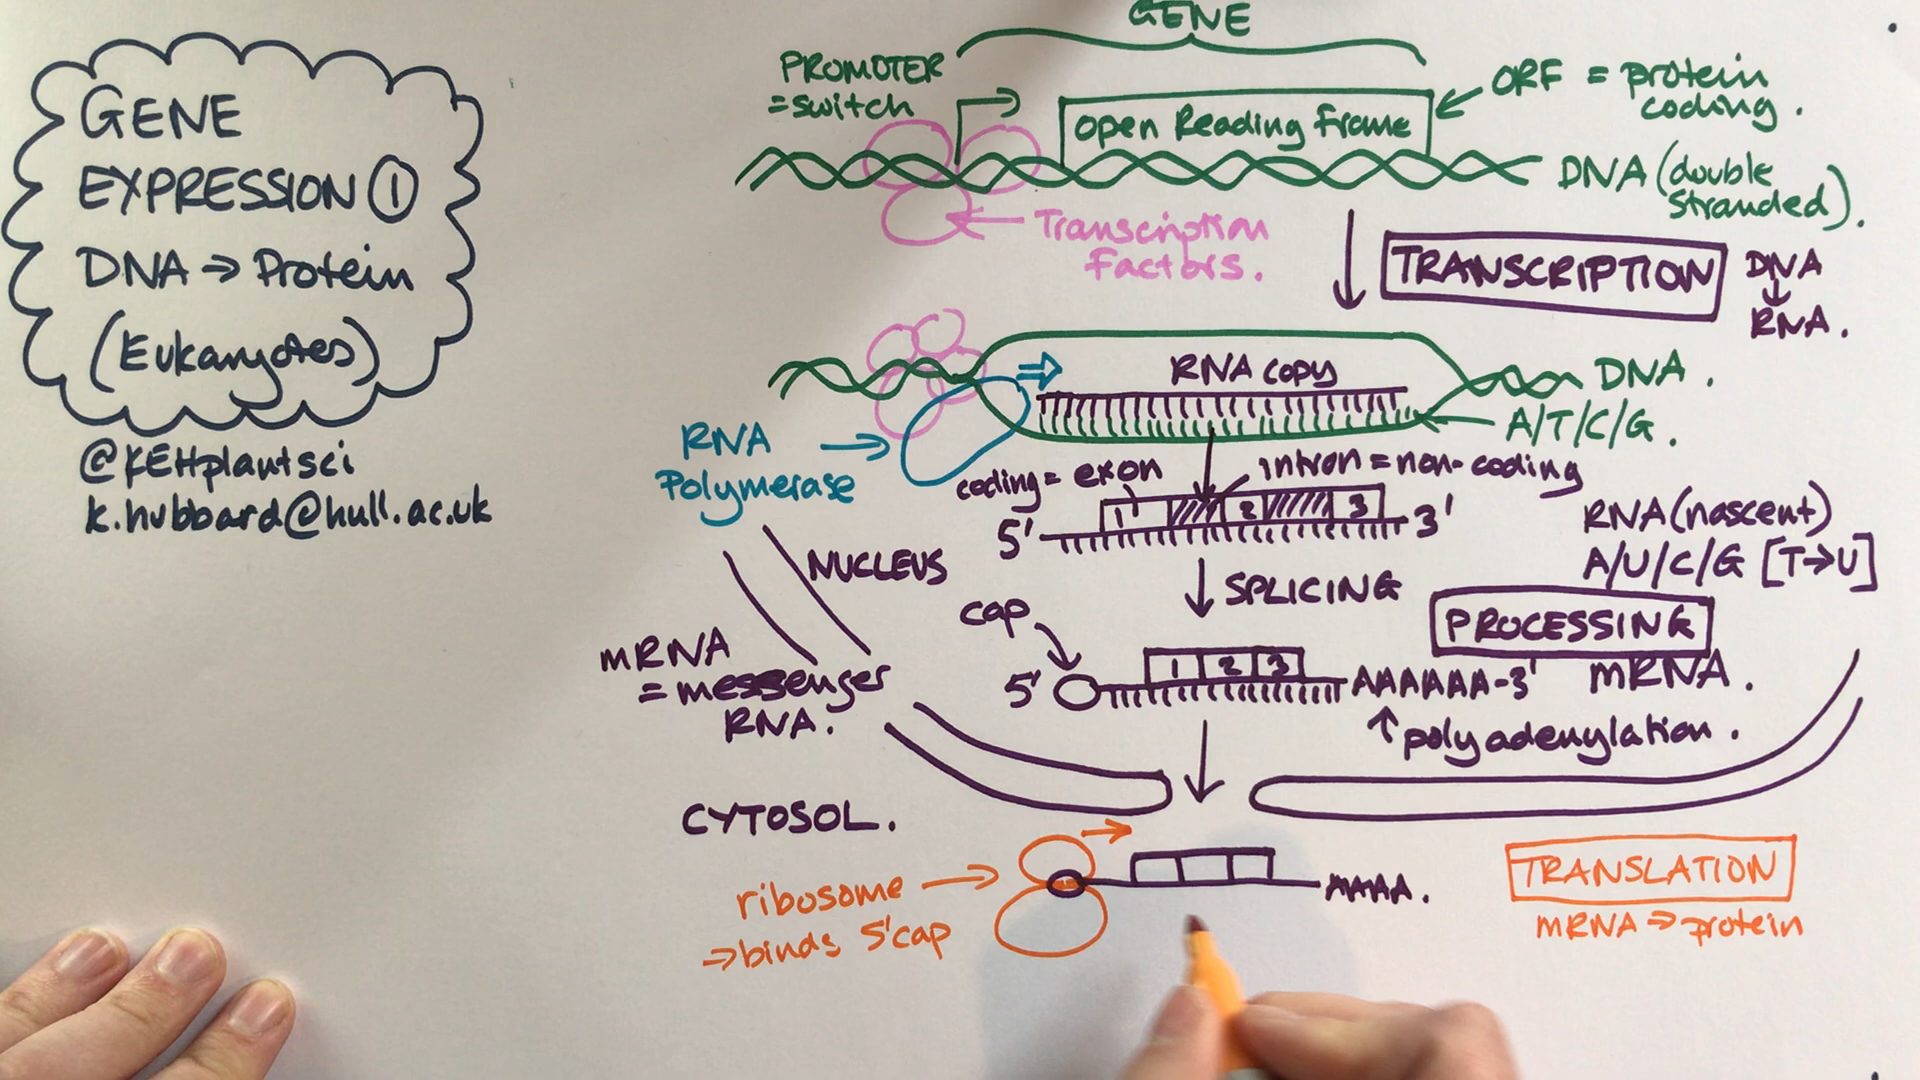 GENE
EXPRESSION ①
DNA → Protein
(Eukaryotes)
@KEHplantsci
k.hubbard@hull.ac.uk
GENE
PROMOTER
=switch
Open Reading Frame
ORF = protein
coding.
DNA (double
stranded).
Transcription
Factors.
TRANSCRIPTION
DNA
↓
RNA.
RNA copy
DNA.
A/T/C/G.
RNA
Polymerase
coding = exon
intron = non-coding
1 2 3
5' 3'
RNA (nascent)
A/U/C/G [T→U]
NUCLEUS
SPLICING
PROCESSING
cap
mRNA
= messenger
RNA.
1 2 3
5' AAAAAA-3' mRNA.
↑ polyadenylation.
CYTOSOL.
ribosome
→ binds 5'cap
AAAA.
TRANSLATION
mRNA → protein